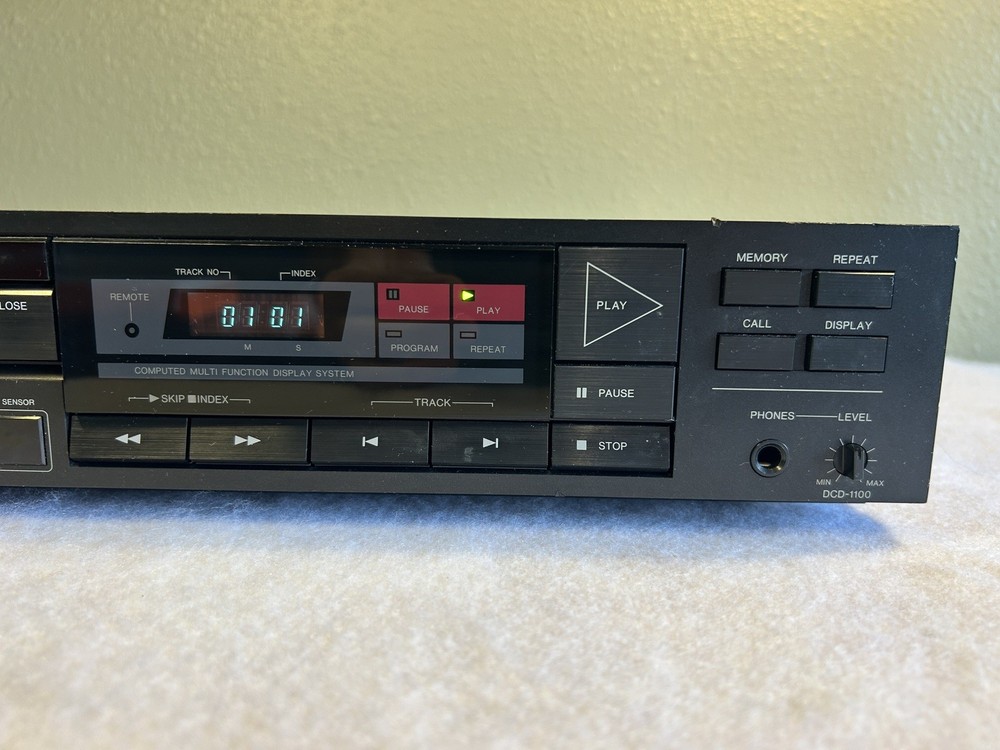 MEMORY
REPEAT
TRACK NO
INDEX
REMOTE
01 01
M S
PAUSE
PLAY
PROGRAM
REPEAT
COMPUTED MULTI FUNCTION DISPLAY SYSTEM
LOSE
PLAY
CALL
DISPLAY
SENSOR
SKIP INDEX
TRACK
PAUSE
STOP
PHONES
LEVEL
MIN
MAX
DCD-1100